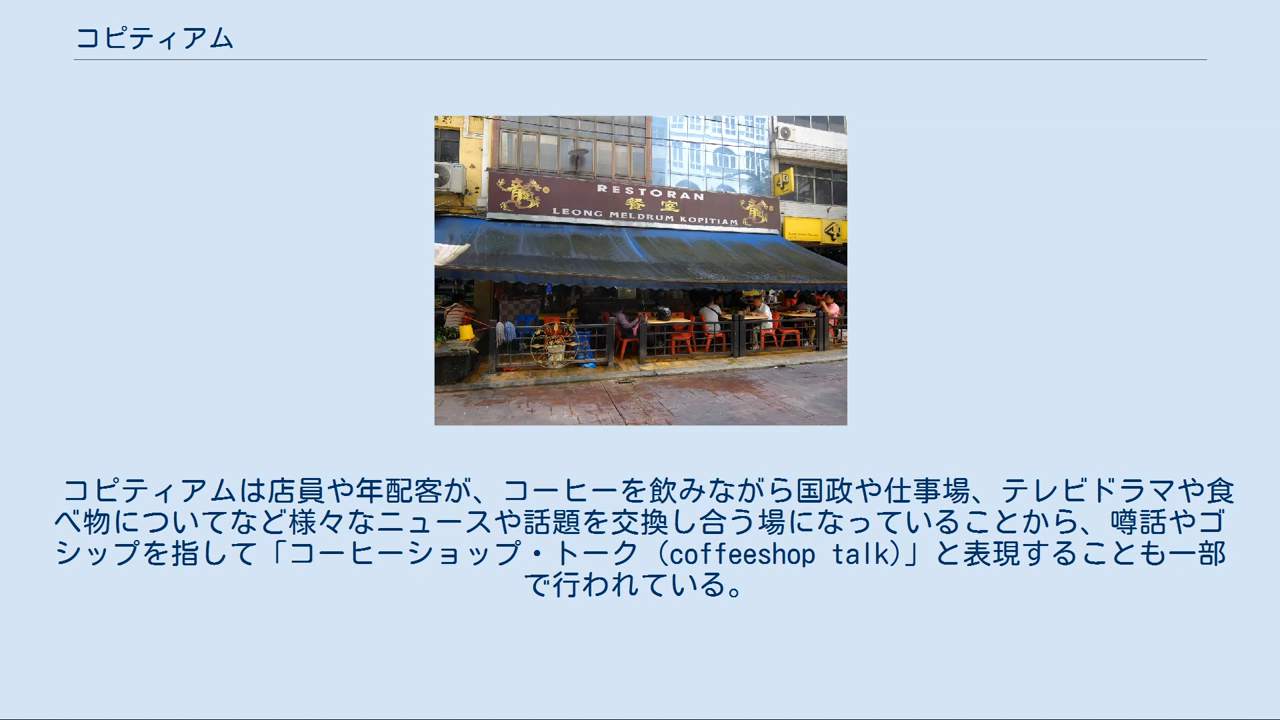 コピティアム
RESTORAN
餐室
LEONG MELDRUM KOPITIAM
コピティアムは店員や年配客が、コーヒーを飲みながら国政や仕事場、テレビドラマや食
べ物についてなど様々なニュースや話題を交換し合う場になっていることから、噂話やゴ
シップを指して「コーヒーショップ・トーク (coffeeshop talk)」と表現することも一部
で行われている。